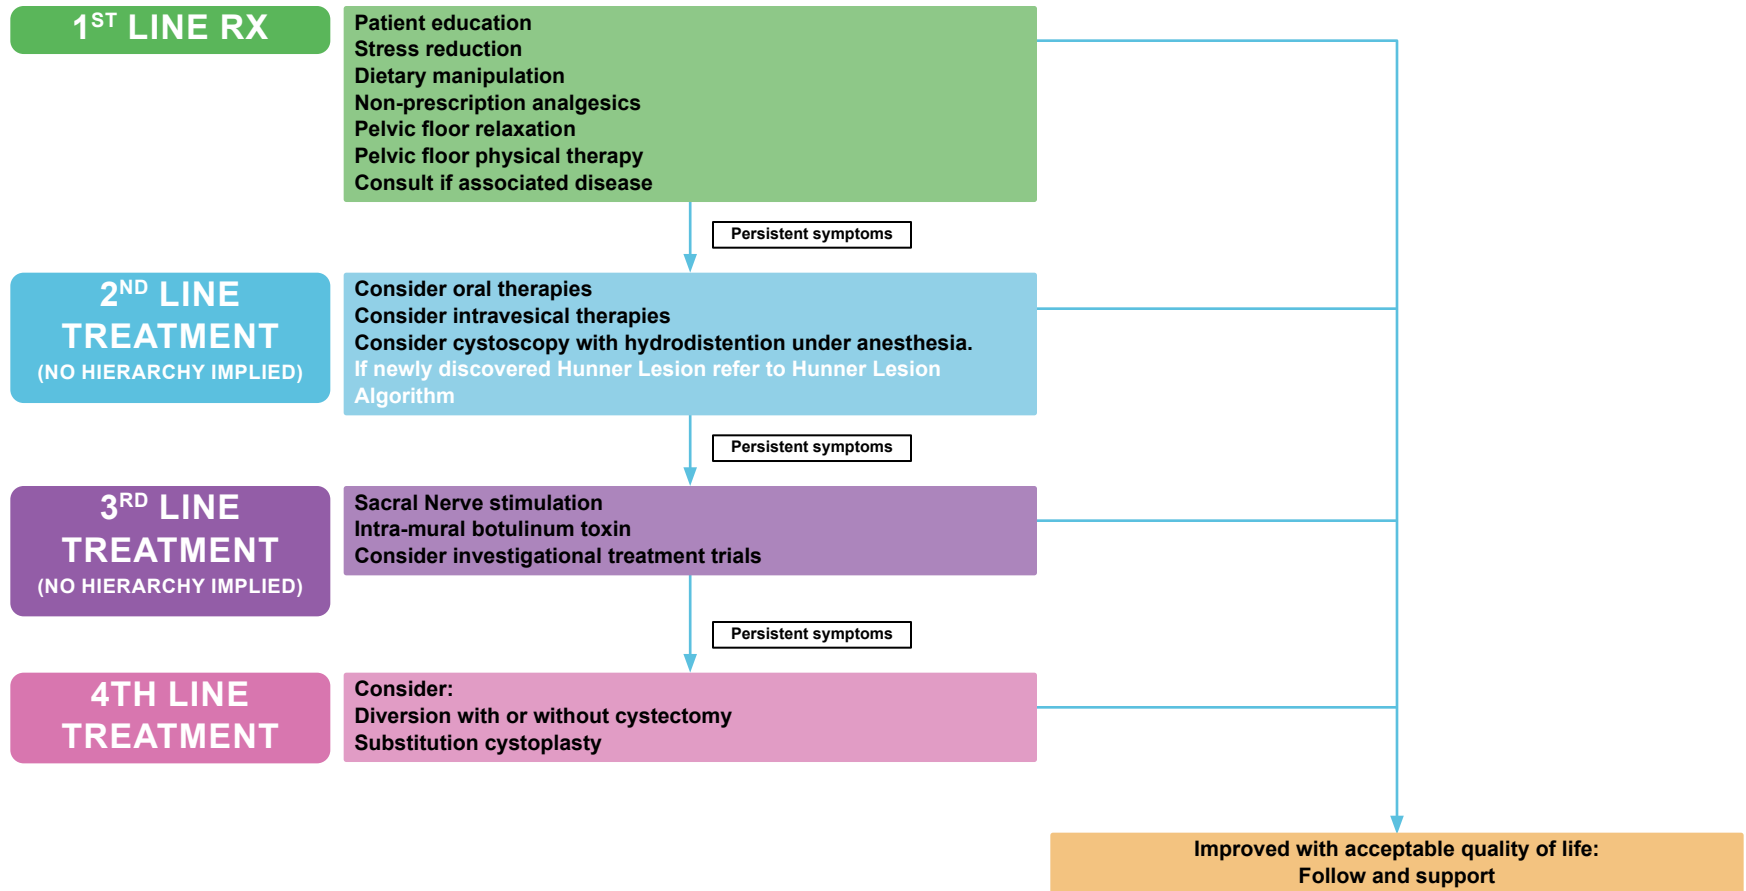 1ST LINE RX
Patient education
Stress reduction
Dietary manipulation
Non-prescription analgesics
Pelvic floor relaxation
Pelvic floor physical therapy
Consult if associated disease
Persistent symptoms
2ND LINE
TREATMENT
(NO HIERARCHY IMPLIED)
Consider oral therapies
Consider intravesical therapies
Consider cystoscopy with hydrodistention under anesthesia.
If newly discovered Hunner Lesion refer to Hunner Lesion
Algorithm
Persistent symptoms
3RD LINE
TREATMENT
(NO HIERARCHY IMPLIED)
Sacral Nerve stimulation
Intra-mural botulinum toxin
Consider investigational treatment trials
Persistent symptoms
4TH LINE
TREATMENT
Consider:
Diversion with or without cystectomy
Substitution cystoplasty
Improved with acceptable quality of life:
Follow and support